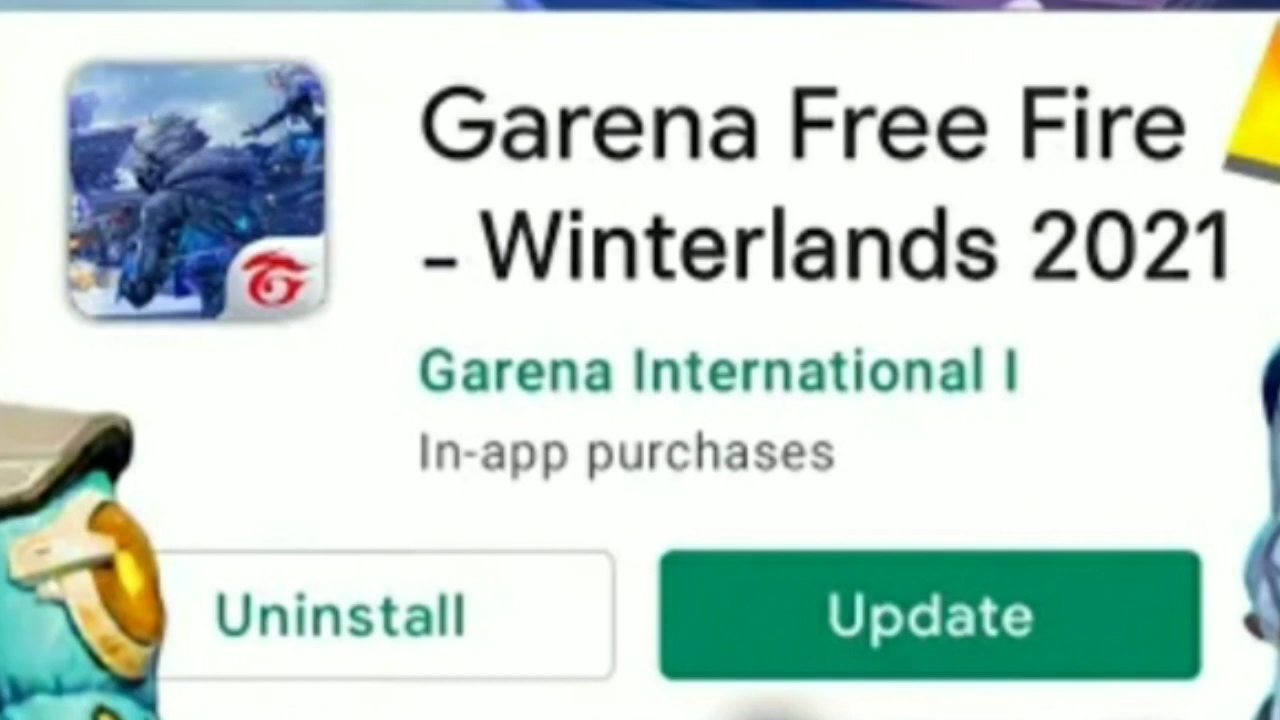 Garena Free Fire
- Winterlands 2021
Garena International I
In-app purchases
Uninstall
Update